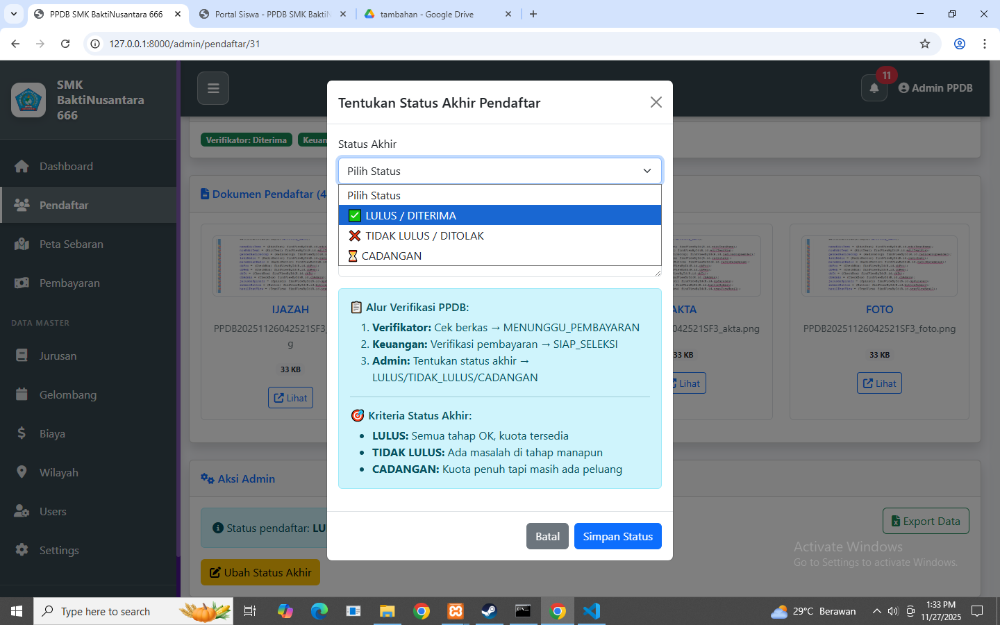 PPDB SMK BaktiNusantara 666
Portal Siswa - PPDB SMK BaktiN
tambahan - Google Drive
127.0.0.1:8000/admin/pendaftar/31
SMK
BaktiNusantara
666
Dashboard
Pendaftar
Peta Sebaran
Pembayaran
DATA MASTER
Jurusan
Gelombang
Biaya
Wilayah
Users
Settings
11
Admin PPDB
Verifikator: Diterima
Dokumen Pendaftar (4
IJAZAH
PPDB20251126042521SF3_
g
33 KB
Lihat
AKTA
042521SF3_akta.png
33 KB
Lihat
FOTO
PPDB20251126042521SF3_foto.png
33 KB
Lihat
Aksi Admin
Status pendaftar: LU
Export Data
Ubah Status Akhir
Tentukan Status Akhir Pendaftar
Status Akhir
Pilih Status
Pilih Status
✅ LULUS / DITERIMA
❌ TIDAK LULUS / DITOLAK
⏳ CADANGAN
📋 Alur Verifikasi PPDB:
1. Verifikator: Cek berkas → MENUNGGU_PEMBAYARAN
2. Keuangan: Verifikasi pembayaran → SIAP_SELEKSI
3. Admin: Tentukan status akhir →
LULUS/TIDAK_LULUS/CADANGAN
🎯 Kriteria Status Akhir:
• LULUS: Semua tahap OK, kuota tersedia
• TIDAK LULUS: Ada masalah di tahap manapun
• CADANGAN: Kuota penuh tapi masih ada peluang
Batal
Simpan Status
Activate Windows
Go to Settings to activate Windows.
Type here to search
29°C Berawan
1:33 PM
11/27/2025